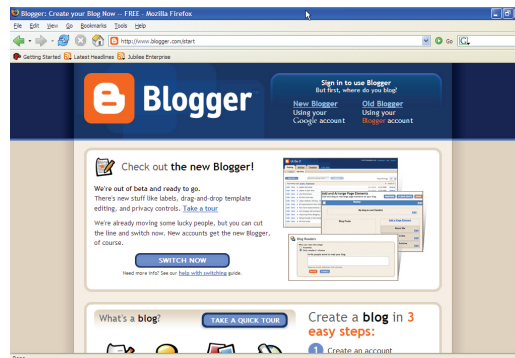 Blogger: Create your Blog Now -- FREE - Mozilla Firefox
File Edit View Go Bookmarks Tools Help
http://www.blogger.com/start
Go
Getting Started Latest Headlines Jubilee Enterprise
Blogger
Sign in to use Blogger
But first, where do you blog?
New Blogger Old Blogger
Using your Using your
Google account Blogger account
Check out the new Blogger!
We're out of beta and ready to go.
There's new stuff like labels, drag-and-drop template
editing, and privacy controls. Take a tour
We're already moving some lucky people, but you can cut
the line and switch now. New accounts get the new Blogger,
of course.
SWITCH NOW
Need more info? See our help with switching guide.
What's a blog?
TAKE A QUICK TOUR
Create a blog in 3
easy steps:
1 Create an account